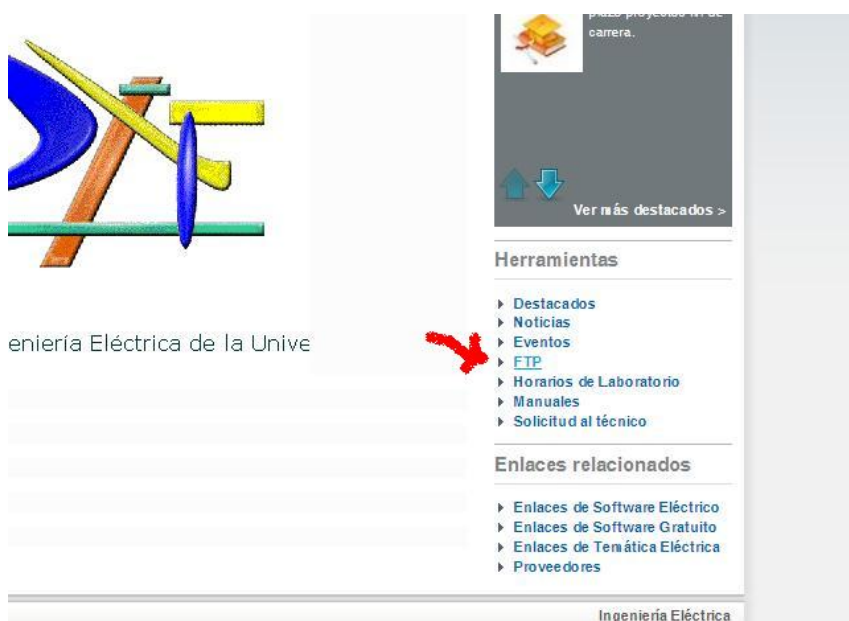 carrera.
Ver más destacados >
Herramientas
Destacados
Noticias
Eventos
eniería Eléctrica de la Unive
FTP
Horarios de Laboratorio
Manuales
Solicitud al técnico
Enlaces relacionados
Enlaces de Software Eléctrico
Enlaces de Software Gratuito
Enlaces de Temática Eléctrica
Proveedores
Ingeniería Eléctrica